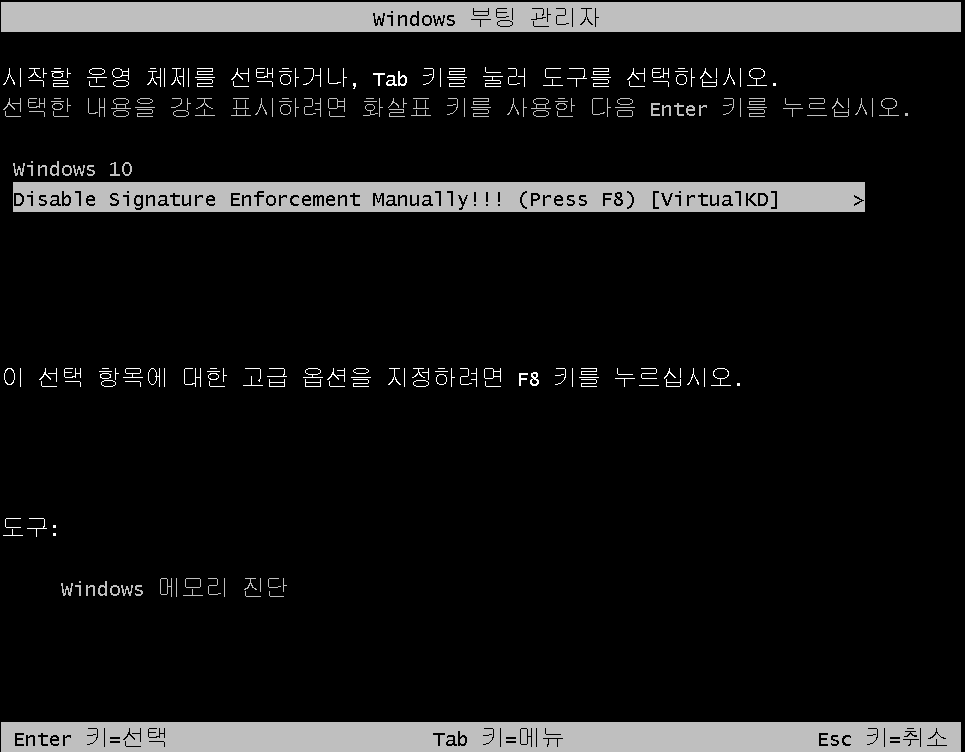 Windows 부팅 관리자
시작할 운영 체제를 선택하거나, Tab 키를 눌러 도구를 선택하십시오.
선택한 내용을 강조 표시하려면 화살표 키를 사용한 다음 Enter 키를 누르십시오.
Windows 10
Disable Signature Enforcement Manually!!! (Press F8) [VirtualKD] >
이 선택 항목에 대한 고급 옵션을 지정하려면 F8 키를 누르십시오.
도구:
Windows 메모리 진단
Enter 키=선택 Tab 키=메뉴 Esc 키=취소